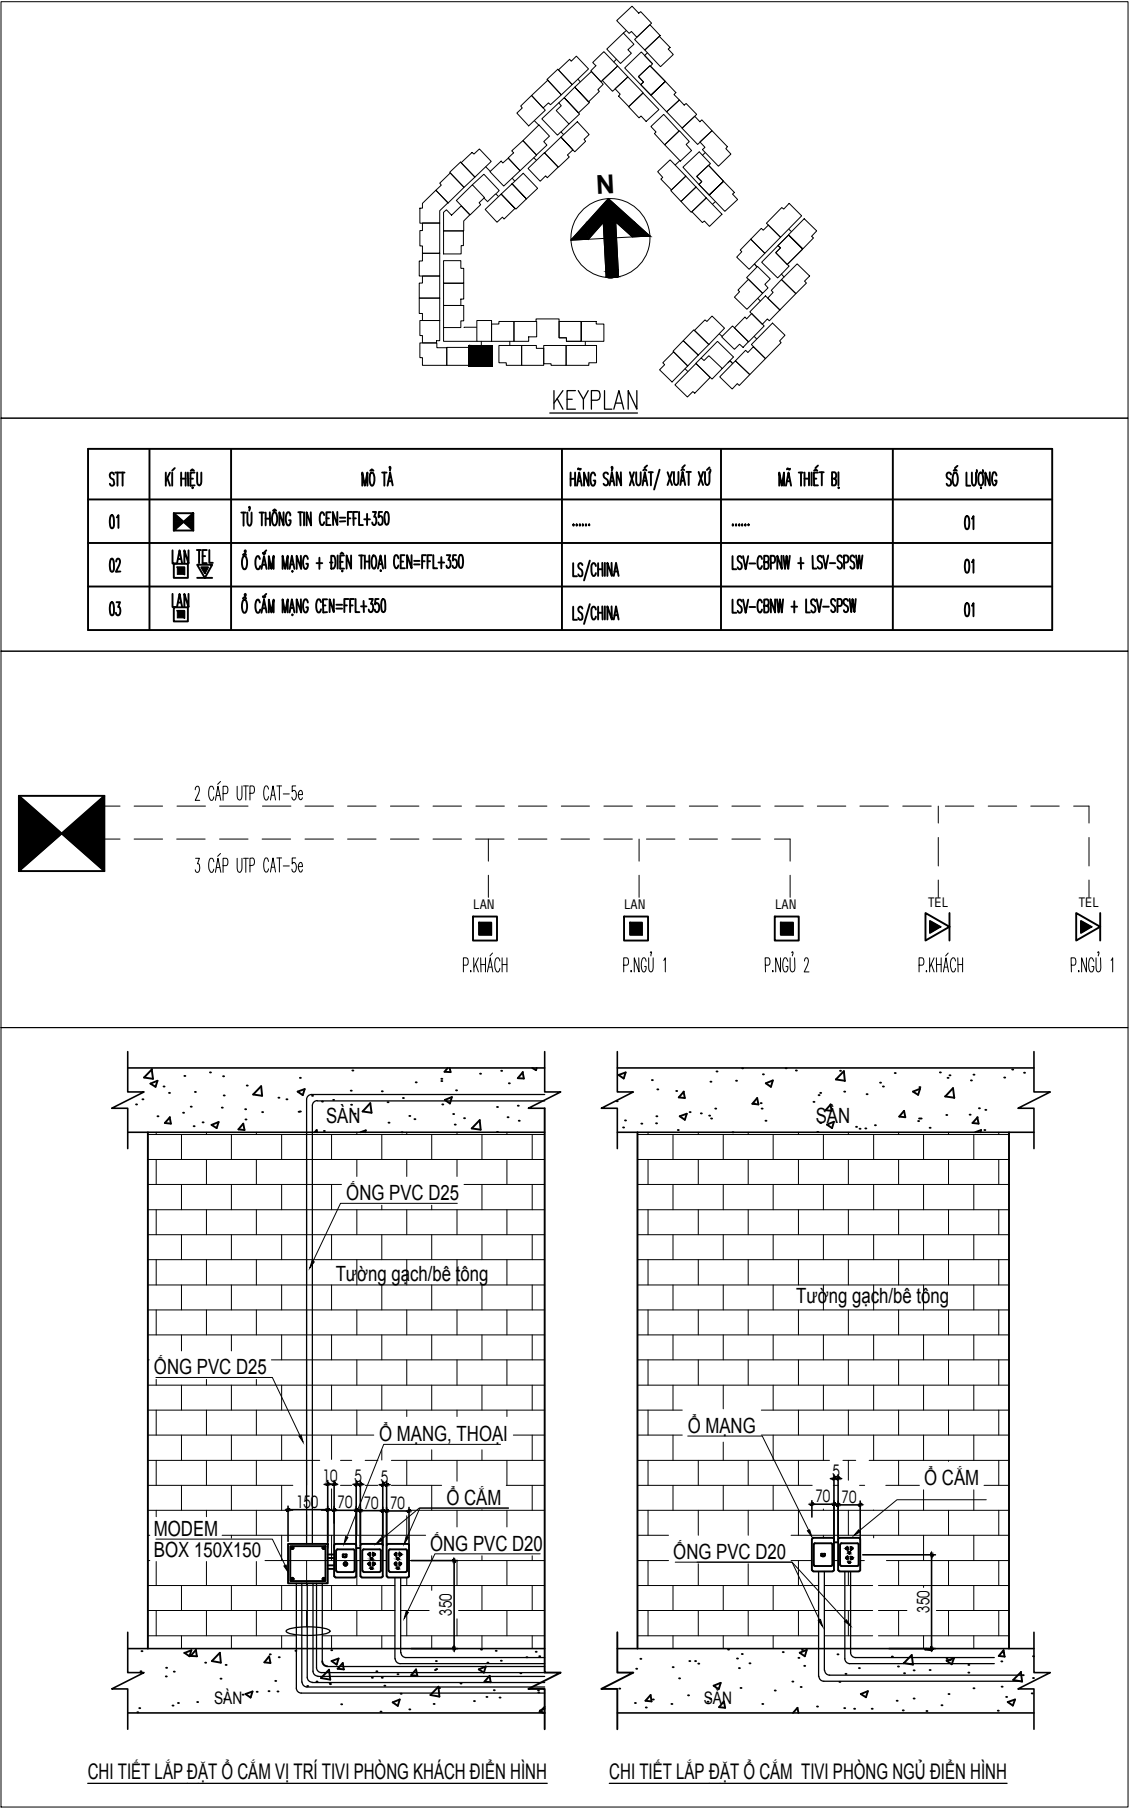 N
KEYPLAN
STT KÍ HIỆU MÔ TẢ HÃNG SẢN XUẤT/ XUẤT XỨ MÃ THIẾT BỊ SỐ LƯỢNG
01 TỦ THÔNG TIN CEN=FFL+350 ...... ...... 01
02 LAN TEL Ổ CẮM MẠNG + ĐIỆN THOẠI CEN=FFL+350 LS/CHINA LSV-CBPNW + LSV-SPSW 01
03 LAN Ổ CẮM MẠNG CEN=FFL+350 LS/CHINA LSV-CBNW + LSV-SPSW 01
2 CÁP UTP CAT-5e
3 CÁP UTP CAT-5e
LAN LAN LAN TEL TEL
P.KHÁCH P.NGỦ 1 P.NGỦ 2 P.KHÁCH P.NGỦ 1
SÀN
ỐNG PVC D25
Tường gạch/bê tông
ỐNG PVC D25
Ổ MẠNG, THOẠI
10 5 5
150 70 70 70
Ổ CẮM
MODEM
BOX 150X150
ỐNG PVC D20
350
SÀN
CHI TIẾT LẮP ĐẶT Ổ CẮM VỊ TRÍ TIVI PHÒNG KHÁCH ĐIỂN HÌNH
SÀN
Tường gạch/bê tông
Ổ MẠNG
5
70 70
Ổ CẮM
ỐNG PVC D20
350
SÀN
CHI TIẾT LẮP ĐẶT Ổ CẮM TIVI PHÒNG NGỦ ĐIỂN HÌNH